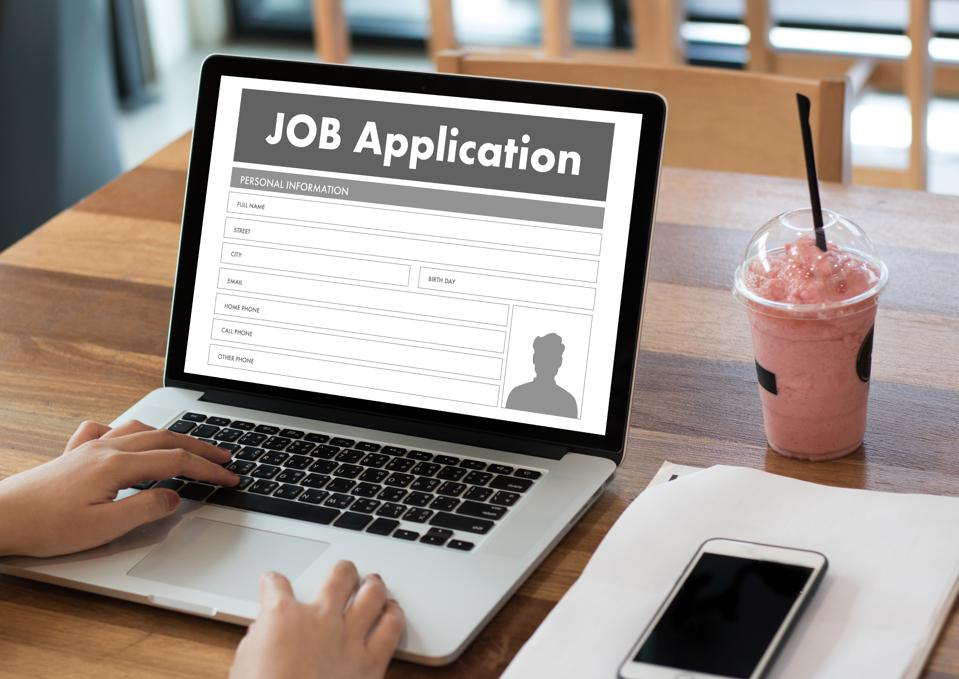 JOB Application
PERSONAL INFORMATION
FULL NAME
STREET
CITY
BIRTH DAY
EMAIL
HOME PHONE
CALL PHONE
OTHER PHONE